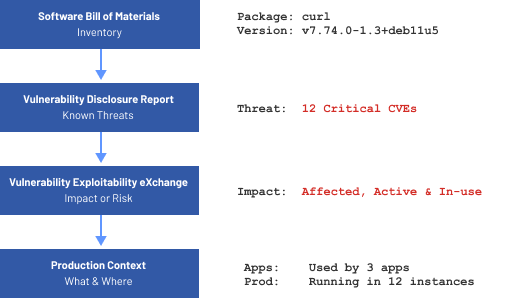 Software Bill of Materials
Inventory
Package: curl
Version: v7.74.0-1.3+deb11u5
Vulnerability Disclosure Report
Known Threats
Threat: 12 Critical CVEs
Vulnerability Exploitability eXchange
Impact or Risk
Impact: Affected, Active & In-use
Production Context
What & Where
Apps: Used by 3 apps
Prod: Running in 12 instances